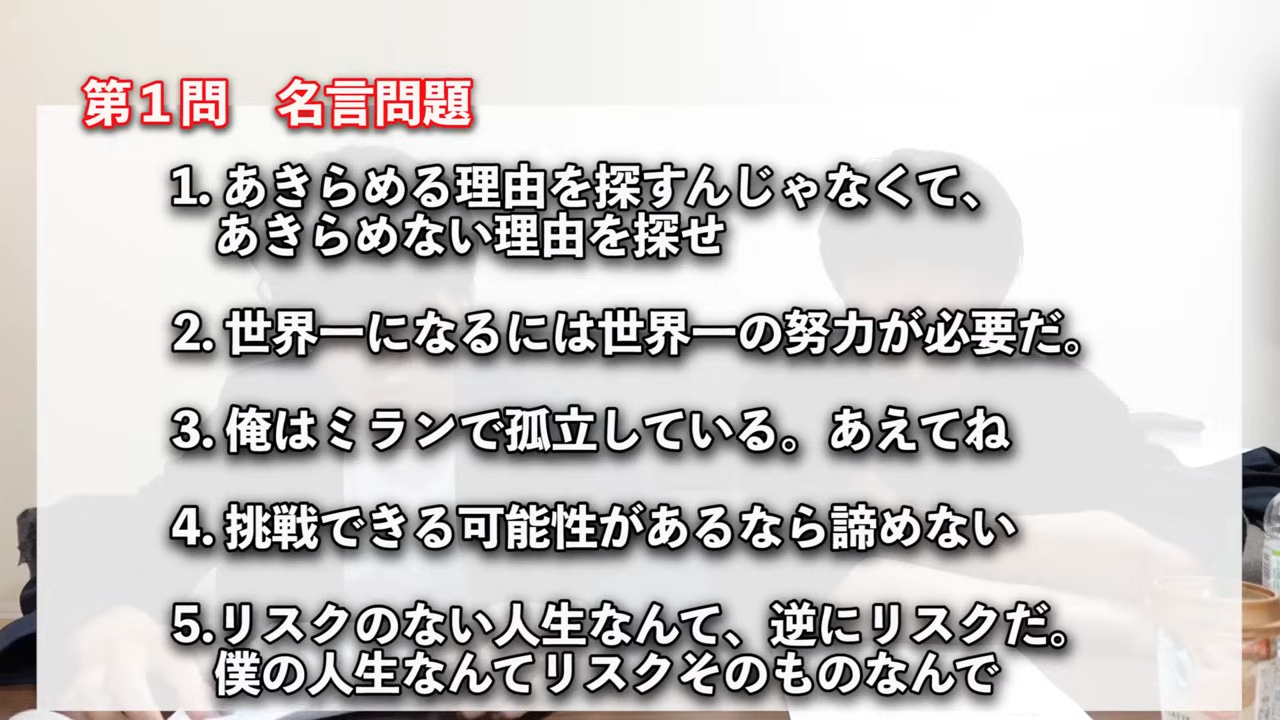 第１問　名言問題
1. あきらめる理由を探すんじゃなくて、
あきらめない理由を探せ
2. 世界一になるには世界一の努力が必要だ。
3. 俺はミランで孤立している。あえてね
4. 挑戦できる可能性があるなら諦めない
5.リスクのない人生なんて、逆にリスクだ。
僕の人生なんてリスクそのものなんで